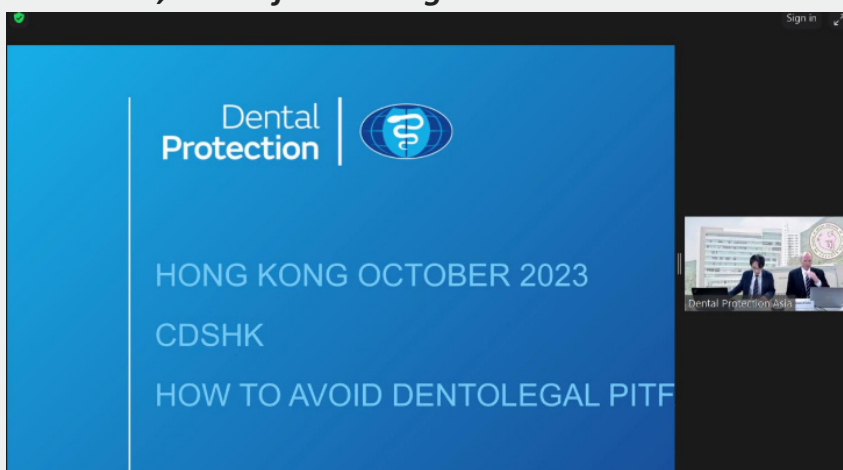 Sign in
Dental
Protection
HONG KONG OCTOBER 2023
CDSHK
HOW TO AVOID DENTOLEGAL PITF
Dental Protection Asia